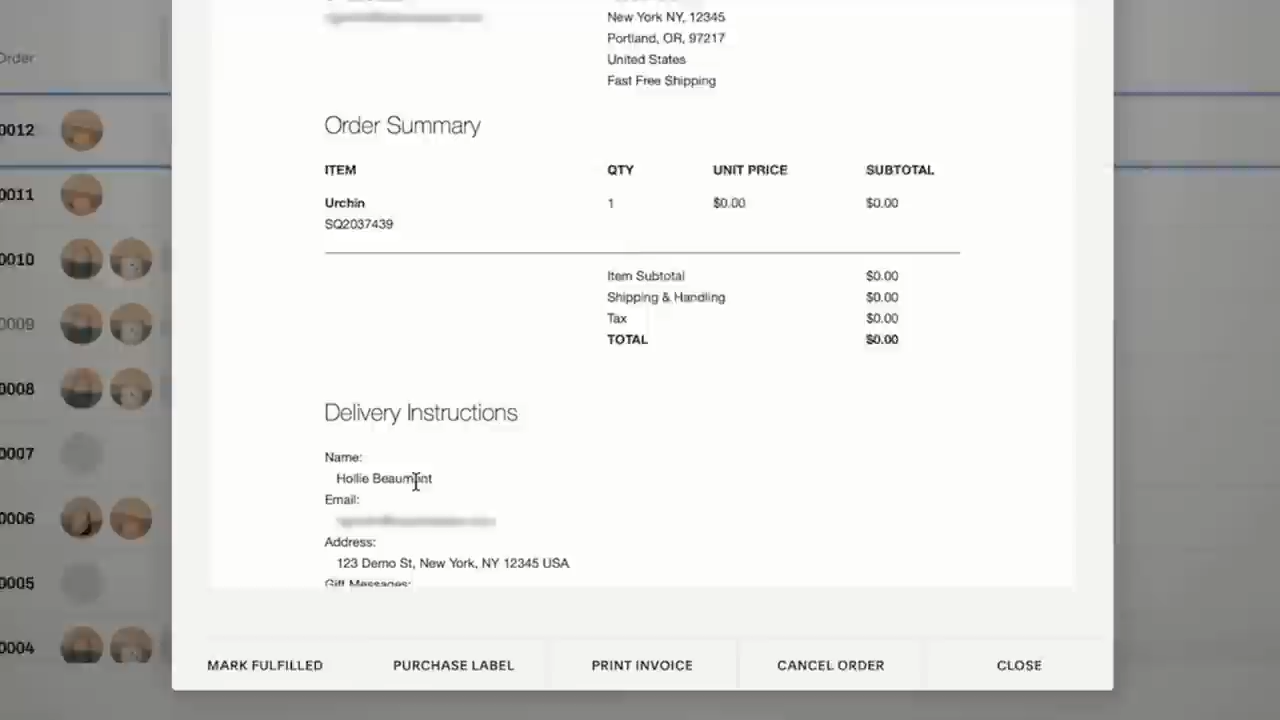 New York NY, 12345
Portland, OR, 97217
United States
Fast Free Shipping
Order
0012
0011
0010
0009
0008
0007
0006
0005
0004
Order Summary
ITEM QTY UNIT PRICE SUBTOTAL
Urchin 1 $0.00 $0.00
SQ2037439
Item Subtotal $0.00
Shipping & Handling $0.00
Tax $0.00
TOTAL $0.00
Delivery Instructions
Name:
Hollie Beaumont
Email:
Address:
123 Demo St, New York, NY 12345 USA
Gift Messages:
MARK FULFILLED PURCHASE LABEL PRINT INVOICE CANCEL ORDER CLOSE